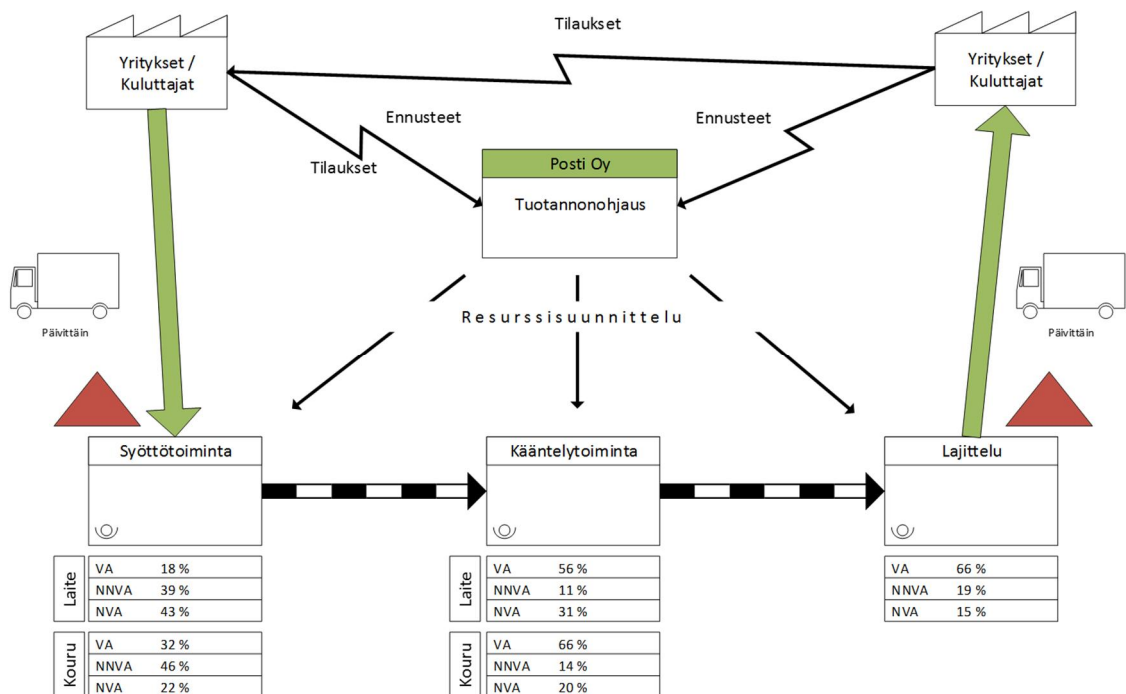 Tilaukset
Yritykset /
Kuluttajat
Yritykset /
Kuluttajat
Ennusteet
Ennusteet
Tilaukset
Posti Oy
Tuotannonohjaus
Päivittäin
Päivittäin
Resurssisuunnittelu
Syöttötoiminta
Kääntelytoiminta
Lajittelu
Laite
VA 18 %
NNVA 39 %
NVA 43 %
Laite
VA 56 %
NNVA 11 %
NVA 31 %
VA 66 %
NNVA 19 %
NVA 15 %
Kouru
VA 32 %
NNVA 46 %
NVA 22 %
Kouru
VA 66 %
NNVA 14 %
NVA 20 %